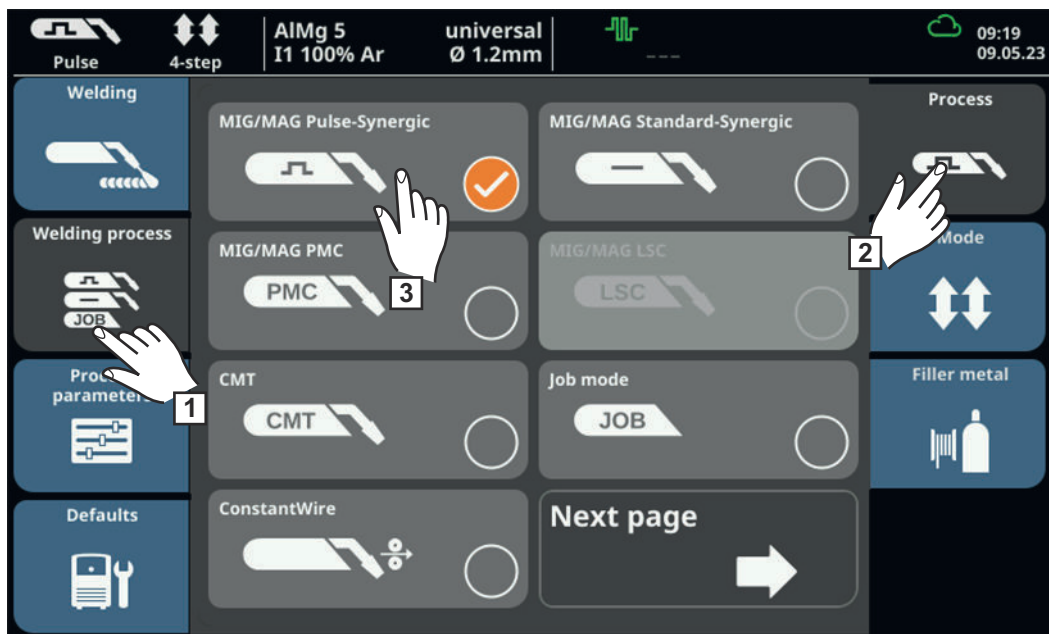 Pulse
4-step
AlMg 5
I1 100% Ar
universal
Ø 1.2mm
---
09:19
09.05.23
Welding
Welding process
JOB
1
Process
parameters
Defaults
MIG/MAG Pulse-Synergic
MIG/MAG Standard-Synergic
MIG/MAG PMC
PMC
3
MIG/MAG LSC
LSC
CMT
CMT
Job mode
JOB
ConstantWire
Next page
Process
2
Mode
Filler metal